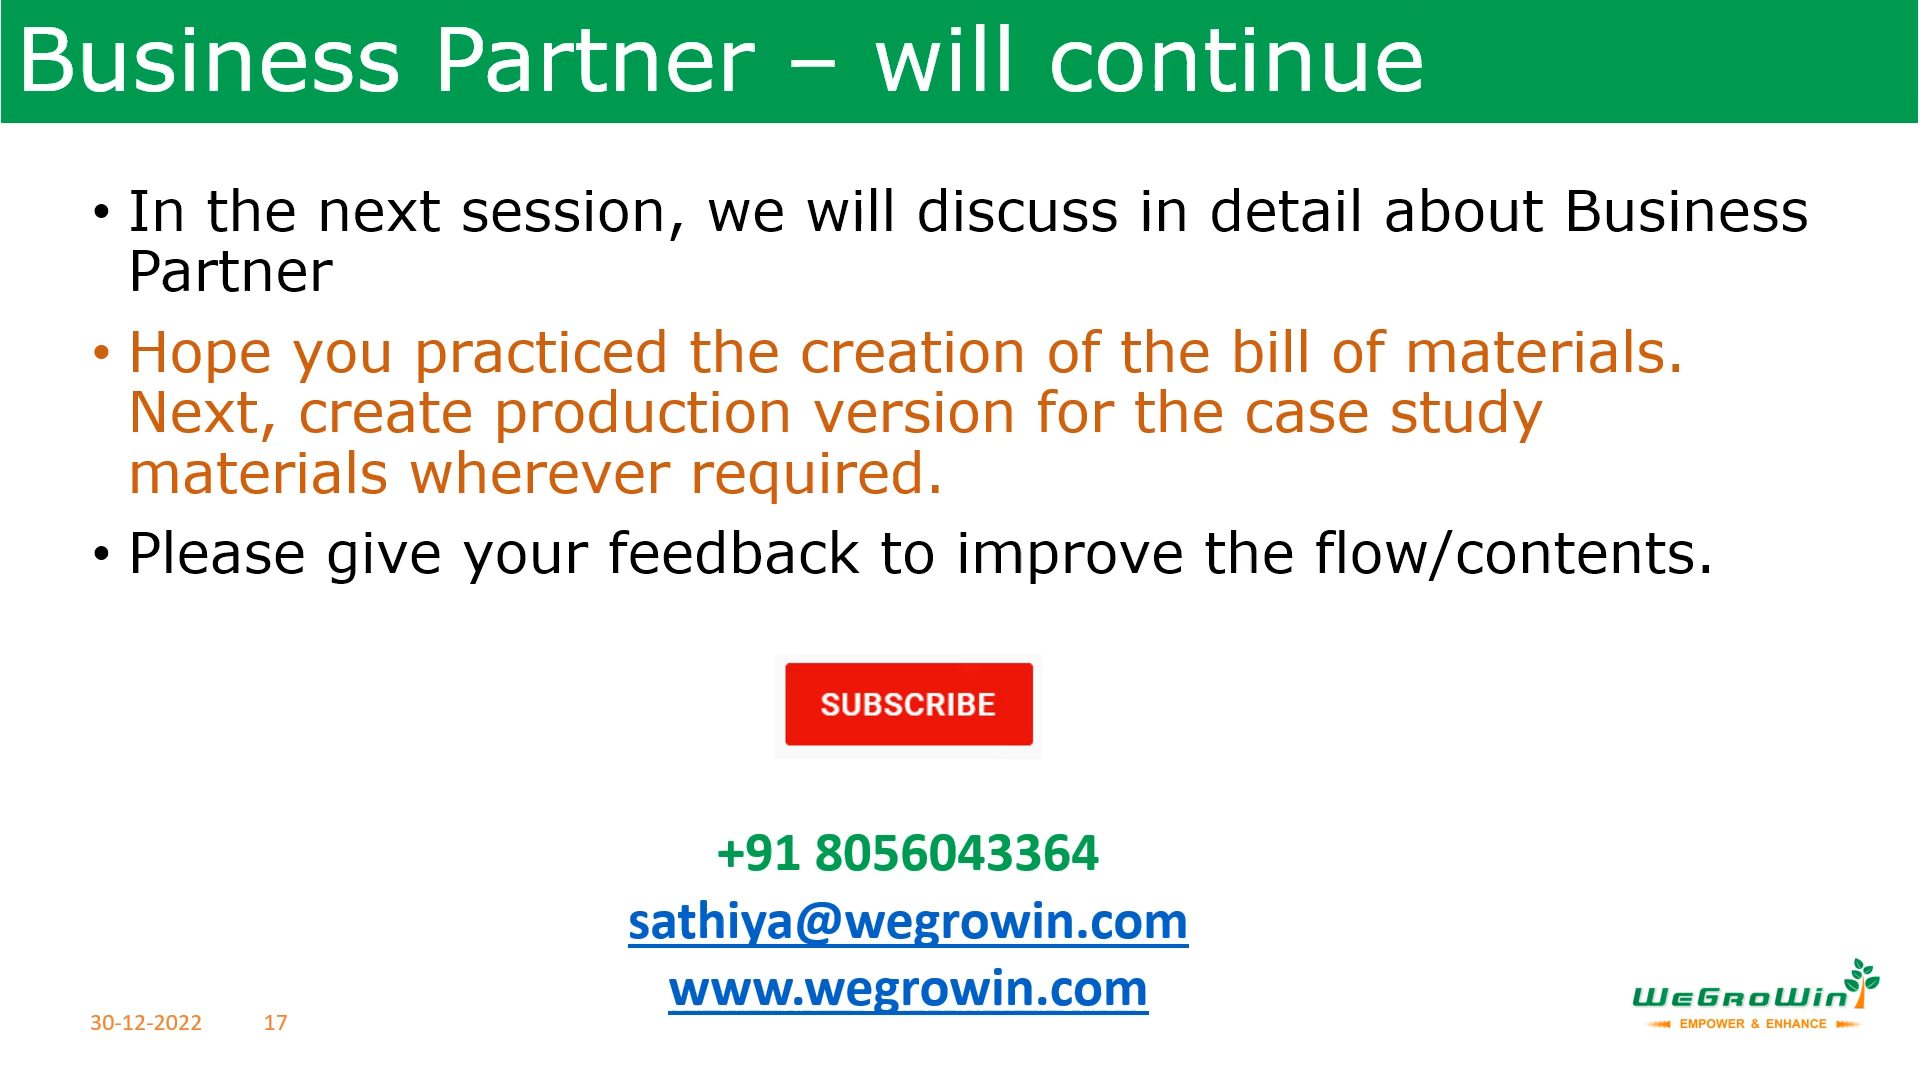 Business Partner – will continue
• In the next session, we will discuss in detail about Business
Partner
• Hope you practiced the creation of the bill of materials.
Next, create production version for the case study
materials wherever required.
• Please give your feedback to improve the flow/contents.
SUBSCRIBE
+91 8056043364
sathiya@wegrowin.com
www.wegrowin.com
30-12-2022 17
WeGroWin
EMPOWER & ENHANCE